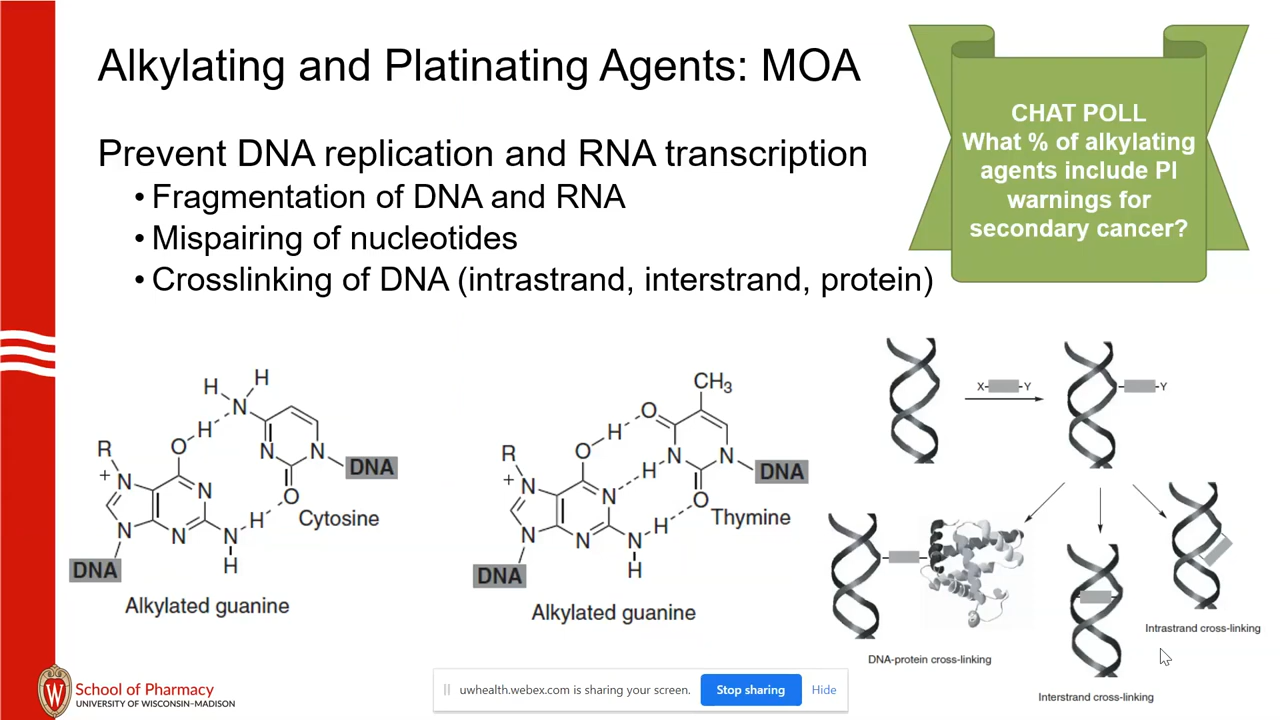 Alkylating and Platinating Agents: MOA
CHAT POLL
What % of alkylating
agents include PI
warnings for
secondary cancer?
Prevent DNA replication and RNA transcription
• Fragmentation of DNA and RNA
• Mispairing of nucleotides
• Crosslinking of DNA (intrastrand, interstrand, protein)
H
H
N
H
O
R
+
N
N
N
N
DNA
N
N
O
H
N
H
DNA
Cytosine
Alkylated guanine
CH3
O
H
O
R
+
N
H
N
N
DNA
N
O
N
N
H
N
H
DNA
Thymine
Alkylated guanine
X
Y
Y
DNA-protein cross-linking
Interstrand cross-linking
Intrastrand cross-linking
W
School of Pharmacy
UNIVERSITY OF WISCONSIN–MADISON
uwhealth.webex.com is sharing your screen.
Stop sharing
Hide